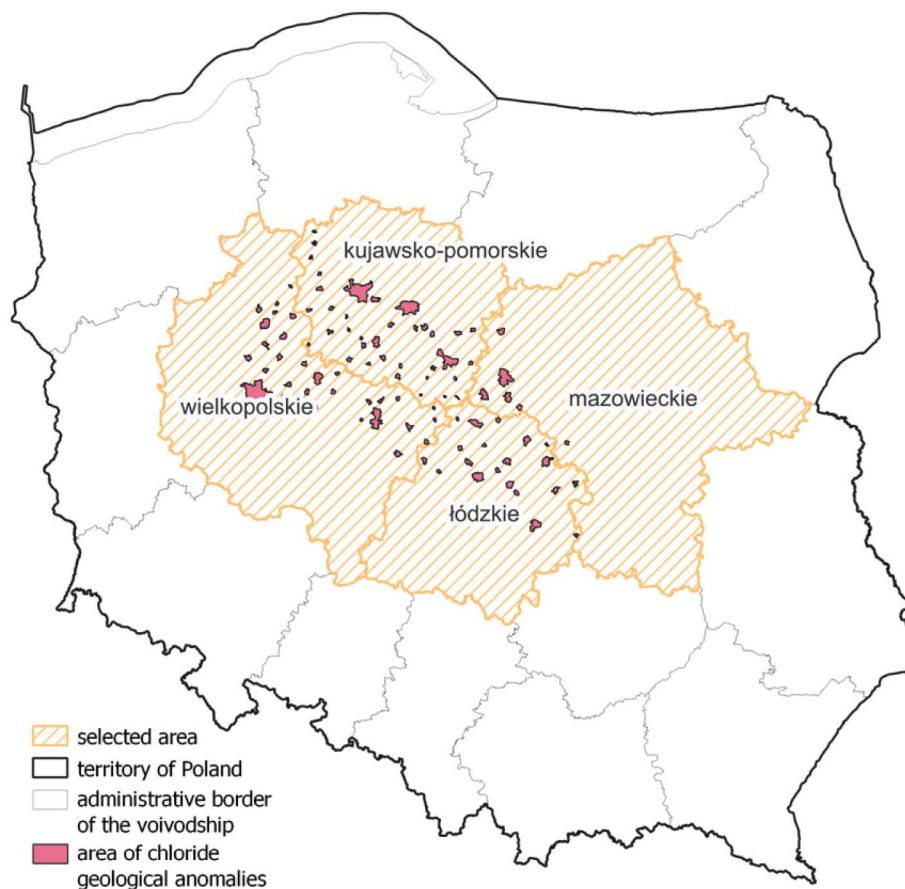 kujawsko-pomorskie
mazowieckie
wielkopolskie
łódzkie
selected area
territory of Poland
administrative border
of the voivodship
area of chloride
geological anomalies